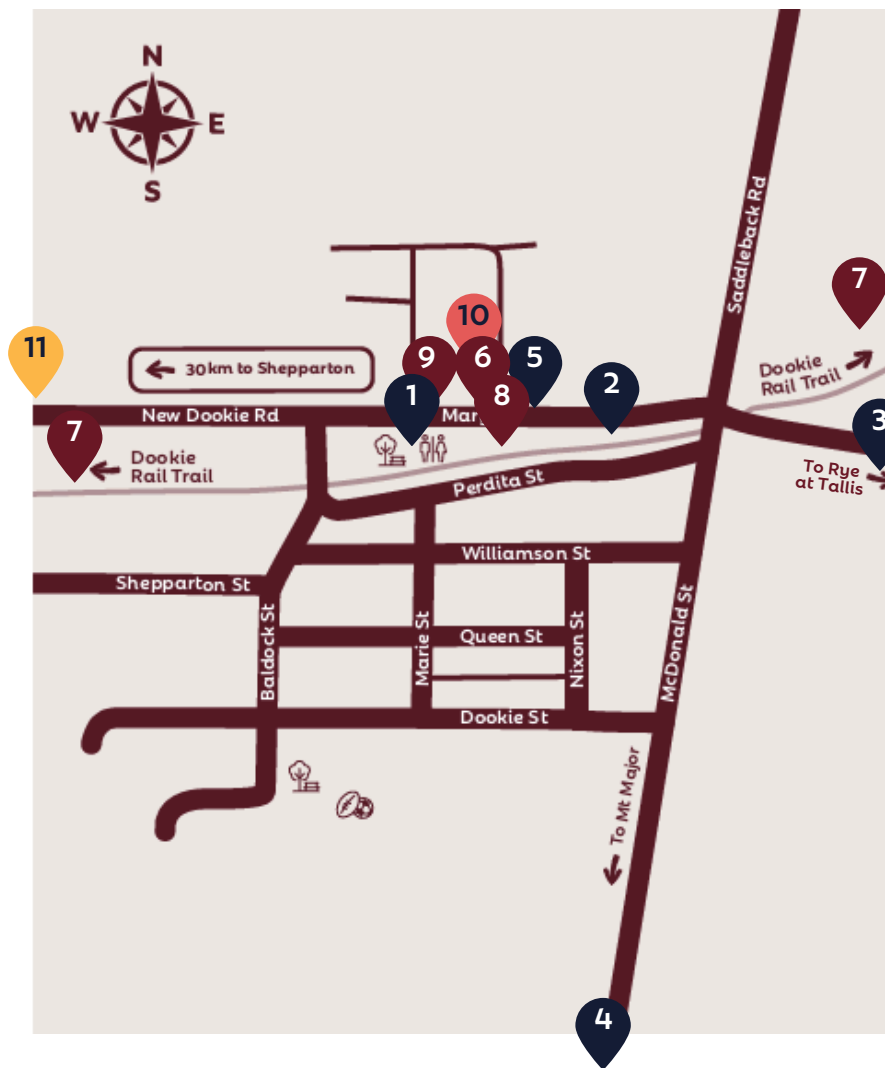 N
W E
S
Saddleback Rd
7
10
11
9 6 5
30km to Shepparton
Dookie
Rail Trail
1 8 2
New Dookie Rd
3
7
Dookie
Rail Trail
To Rye
at Tallis
Perdita St
Williamson St
Shepparton St
Baldock St
Marie St
Queen St
Nixon St
McDonald St
Dookie St
To Mt Major
4